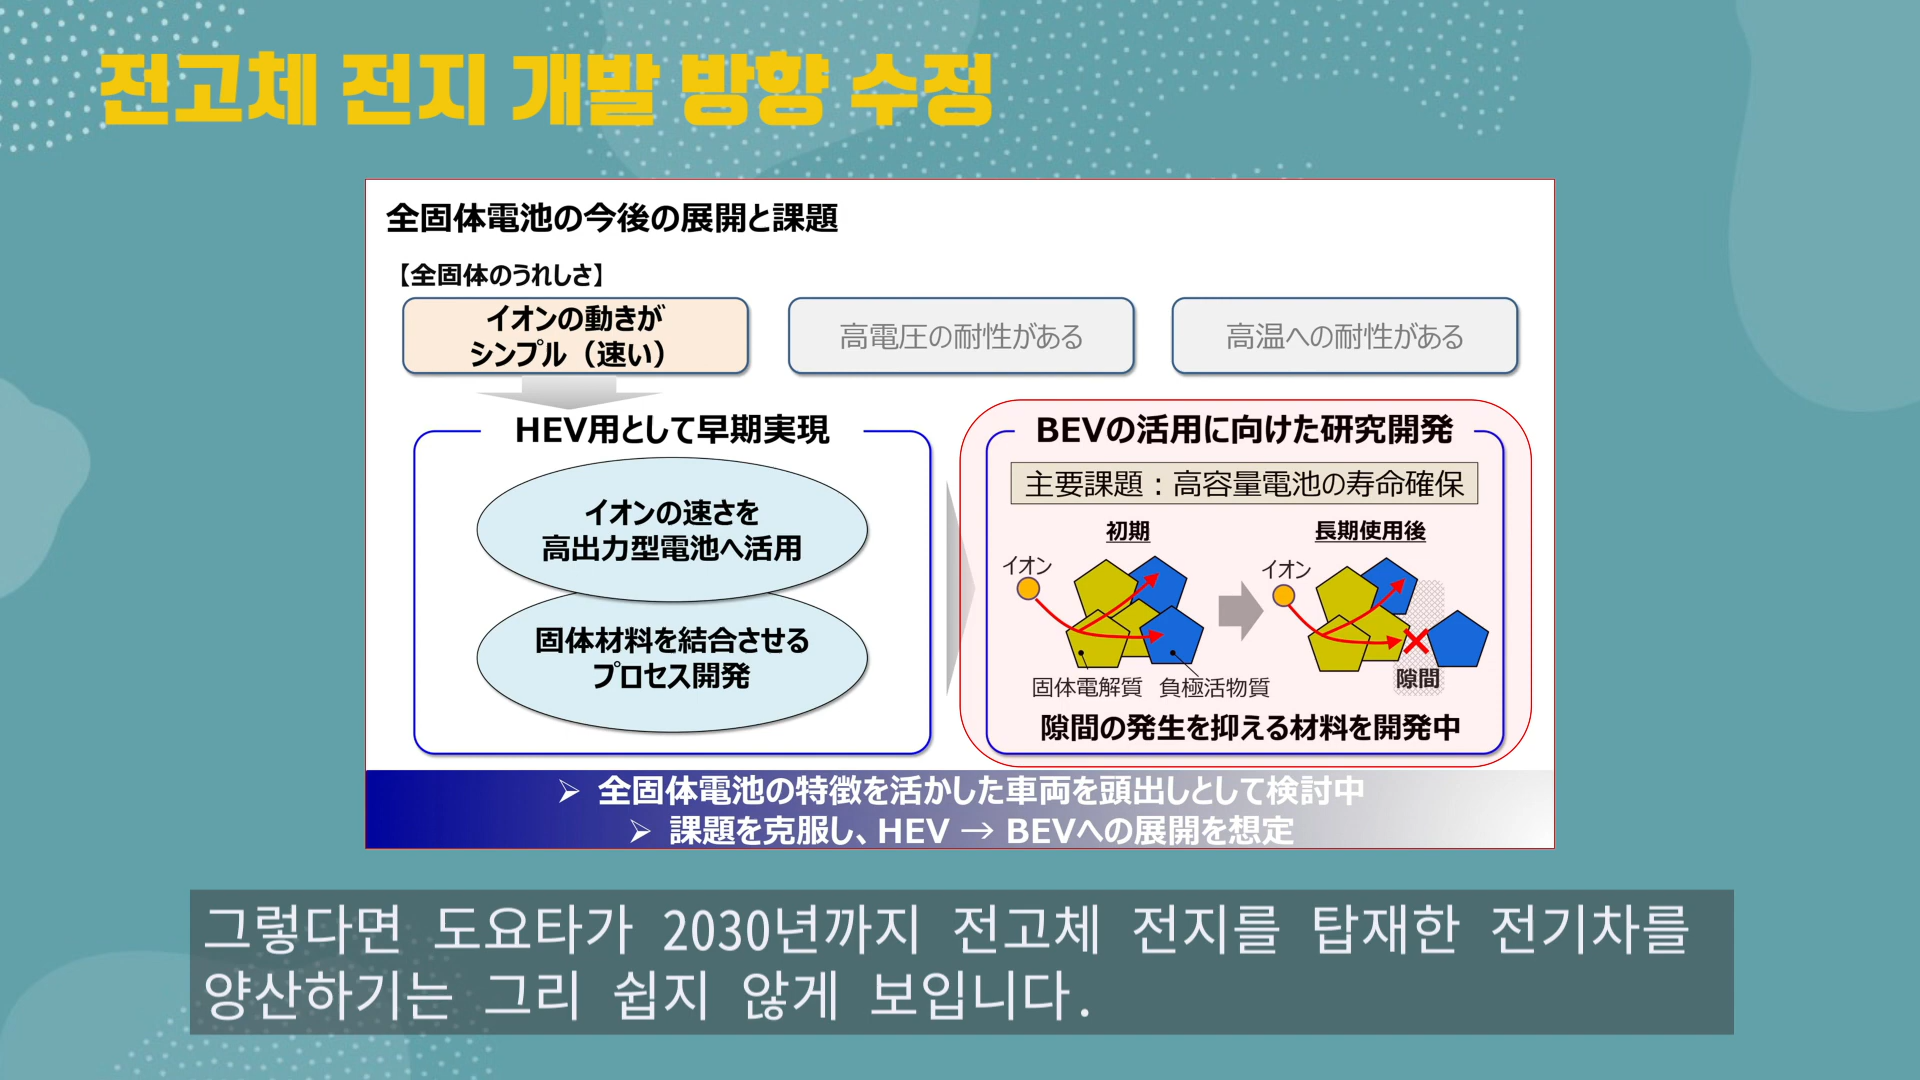 전고체 전지 개발 방향 수정
全固体電池の今後の展開と課題
【全固体のうれしさ】
イオンの動きが
シンプル（速い）
高電圧の耐性がある
高温への耐性がある
HEV用として早期実現
イオンの速さを
高出力型電池へ活用
固体材料を結合させる
プロセス開発
BEVの活用に向けた研究開発
主要課題：高容量電池の寿命確保
初期
長期使用後
イオン
イオン
隙間
固体電解質
負極活物質
隙間の発生を抑える材料を開発中
➢ 全固体電池の特徴を活かした車両を頭出しとして検討中
➢ 課題を克服し、HEV → BEVへの展開を想定
그렇다면 도요타가 2030년까지 전고체 전지를 탑재한 전기차를
양산하기는 그리 쉽지 않게 보입니다.